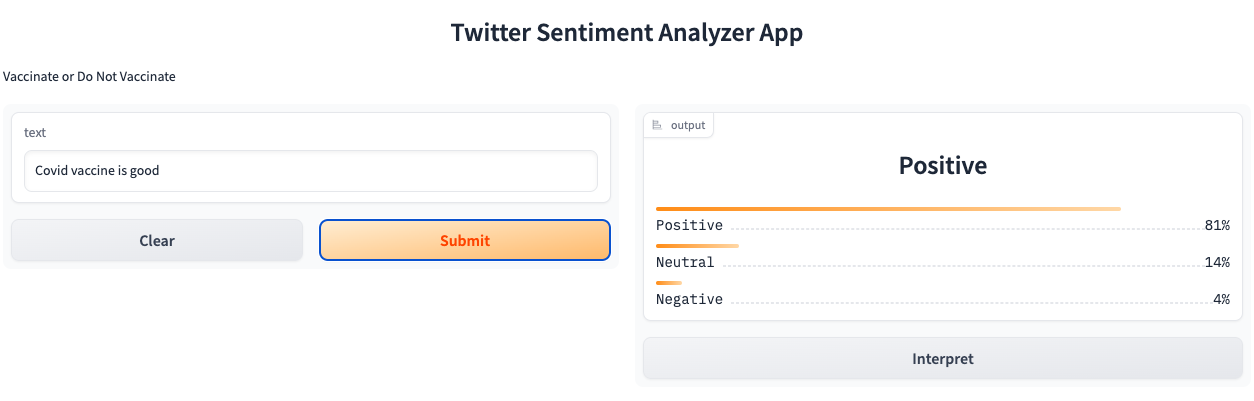 Twitter Sentiment Analyzer App
Vaccinate or Do Not Vaccinate
text
Covid vaccine is good
Clear
Submit
output
Positive
Positive 81%
Neutral 14%
Negative 4%
Interpret